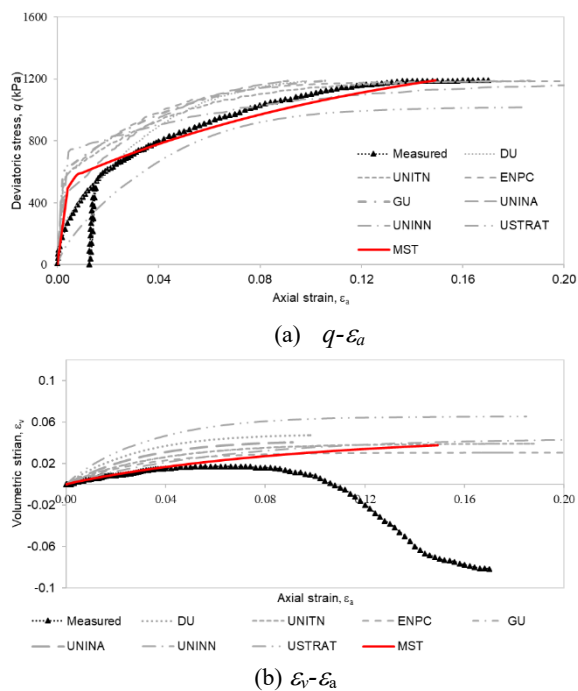 1600
1200
800
400
0
Deviatoric stress, q (kPa)
0.00 0.04 0.08 0.12 0.16 0.20
Axial strain, εa
Measured DU
UNITN ENPC
GU UNINA
UNINN USTRAT
MST
(a) q-εa
0.1
0.06
0.02
-0.02
-0.06
-0.1
Volumetric strian, εv
0.00 0.04 0.08 0.12 0.16 0.20
Axial strain, εa
Measured DU UNITN ENPC GU
UNINA UNINN USTRAT MST
(b) εv-εa